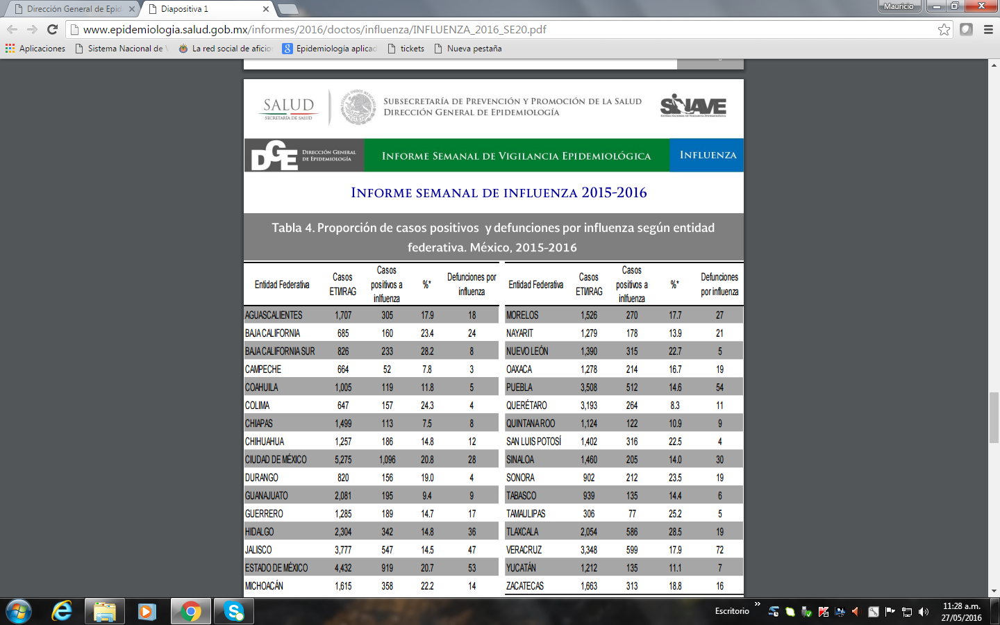 Dirección General de Epid
Diapositiva 1
Mauricio
www.epidemiologia.salud.gob.mx/informes/2016/doctos/influenza/INFLUENZA_2016_SE20.pdf
Aplicaciones Sistema Nacional de La red social de aficio Epidemiología aplicad tickets Nueva pestaña
SALUD
SECRETARÍA DE SALUD
SUBSECRETARÍA DE PREVENCIÓN Y PROMOCIÓN DE LA SALUD
DIRECCIÓN GENERAL DE EPIDEMIOLOGÍA
SINAVE
SISTEMA NACIONAL DE VIGILANCIA EPIDEMIOLÓGICA
DGE
DIRECCIÓN GENERAL
DE EPIDEMIOLOGÍA
INFORME SEMANAL DE VIGILANCIA EPIDEMIOLÓGICA
INFLUENZA
INFORME SEMANAL DE INFLUENZA 2015-2016
Tabla 4. Proporción de casos positivos y defunciones por influenza según entidad
federativa. México, 2015-2016
Entidad Federativa Casos ETI/IRAG Casos positivos a inlfuenza %* Defunciones por influenza
AGUASCALIENTES 1,707 305 17.9 18
BAJA CALIFORNIA 685 160 23.4 24
BAJA CALIFORNIA SUR 826 233 28.2 8
CAMPECHE 664 52 7.8 3
COAHUILA 1,005 119 11.8 5
COLIMA 647 157 24.3 4
CHIAPAS 1,499 113 7.5 8
CHIHUAHUA 1,257 186 14.8 12
CIUDAD DE MÉXICO 5,275 1,096 20.8 28
DURANGO 820 156 19.0 4
GUANAJUATO 2,081 195 9.4 9
GUERRERO 1,285 189 14.7 17
HIDALGO 2,304 342 14.8 36
JALISCO 3,777 547 14.5 47
ESTADO DE MÉXICO 4,432 919 20.7 53
MICHOACÁN 1,615 358 22.2 14
Entidad Federativa Casos ETI/IRAG Casos positivos a inlfuenza %* Defunciones por influenza
MORELOS 1,526 270 17.7 27
NAYARIT 1,279 178 13.9 21
NUEVO LEÓN 1,390 315 22.7 5
OAXACA 1,278 214 16.7 19
PUEBLA 3,508 512 14.6 54
QUERÉTARO 3,193 264 8.3 11
QUINTANA ROO 1,124 122 10.9 9
SAN LUIS POTOSÍ 1,402 316 22.5 4
SINALOA 1,460 205 14.0 30
SONORA 902 212 23.5 19
TABASCO 939 135 14.4 6
TAMAULIPAS 306 77 25.2 5
TLAXCALA 2,054 586 28.5 19
VERACRUZ 3,348 599 17.9 72
YUCATÁN 1,212 135 11.1 7
ZACATECAS 1,663 313 18.8 16
Escritorio
11:28 a.m.
27/05/2016